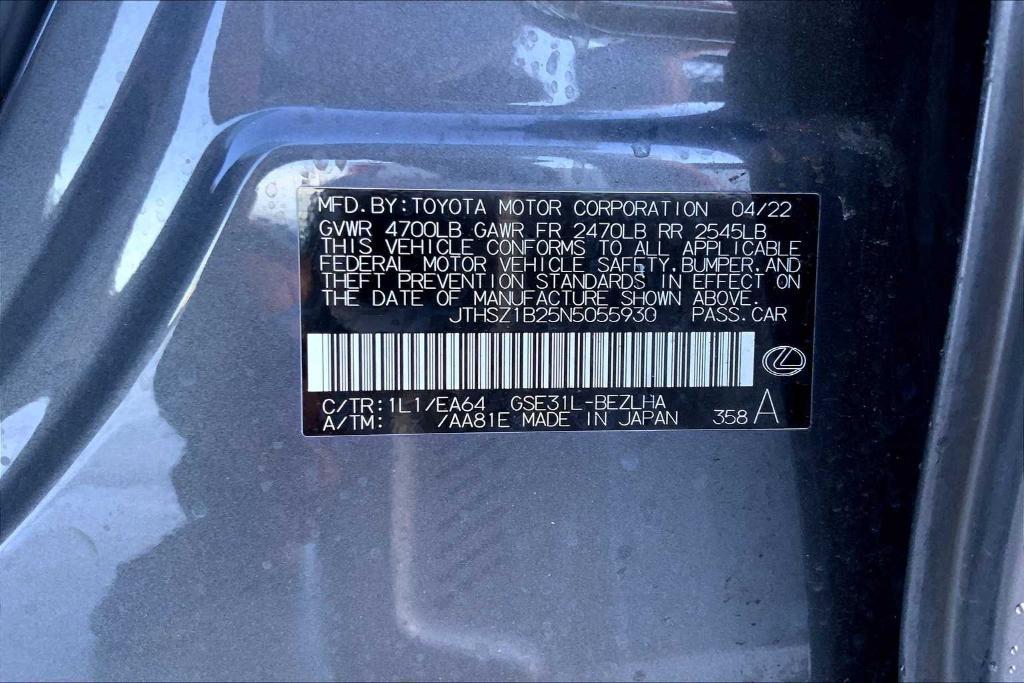 MFD.BY:TOYOTA MOTOR CORPORATION 04/22
GVWR 4700LB GAWR FR 2470LB RR 2545LB
THIS VEHICLE CONFORMS TO ALL APPLICABLE
FEDERAL MOTOR VEHICLE SAFETY,BUMPER,AND
THEFT PREVENTION STANDARDS IN EFFECT ON
THE DATE OF MANUFACTURE SHOWN ABOVE.
JTHSZ1B25N5055930 PASS.CAR
C/TR:1L1/EA64 GSE31L-BEZLHA
A/TM: /AA81E MADE IN JAPAN 358 A